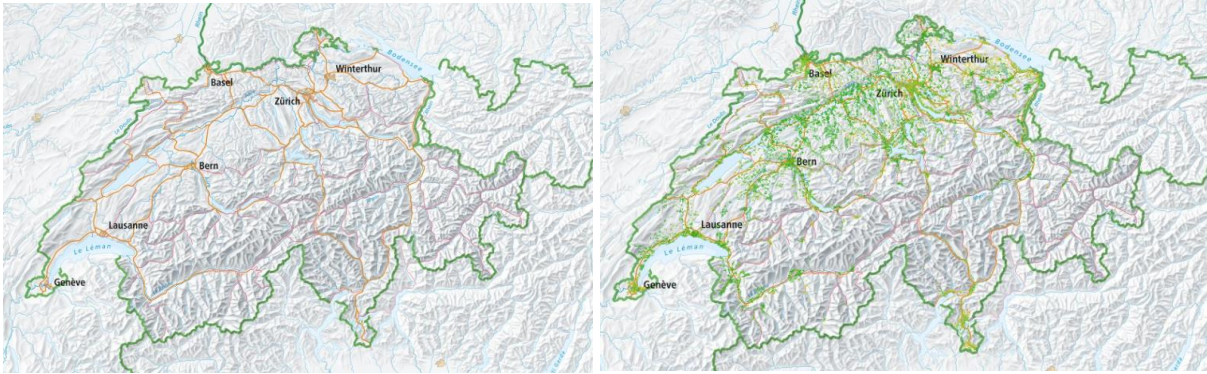 Bodensee
Winterthur
Basel
Zürich
Bern
Lausanne
Le Léman
Genève
Bodensee
Winterthur
Basel
Zürich
Bern
Lausanne
Le Léman
Genève